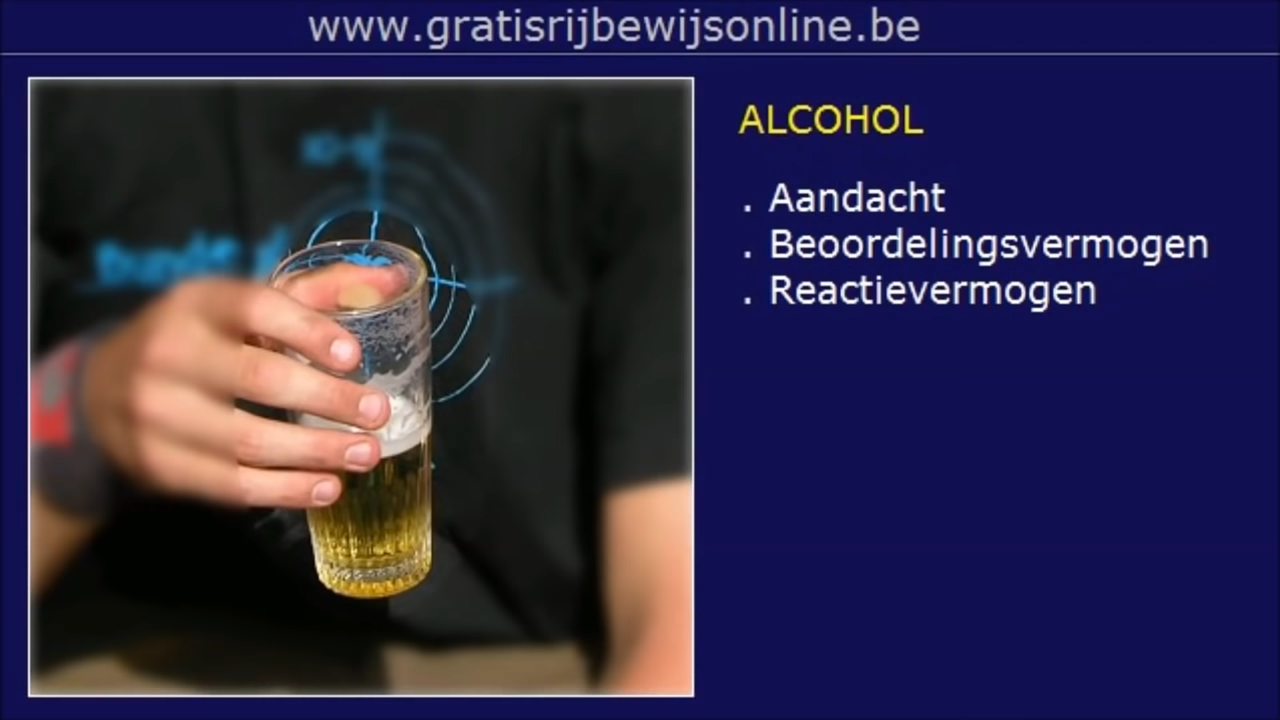 www.gratisrijbewijsonline.be
ALCOHOL
. Aandacht
. Beoordelingsvermogen
. Reactievermogen